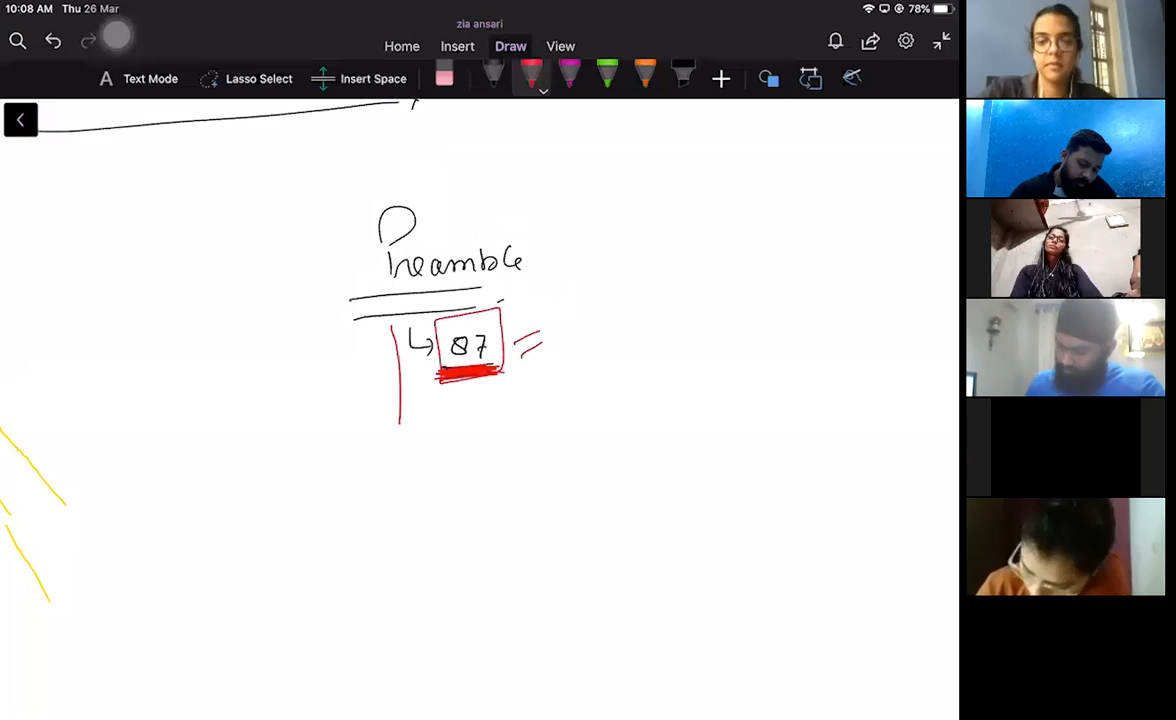 10:08 AM Thu 26 Mar
78%
zia ansari
Home Insert Draw View
Text Mode Lasso Select Insert Space
Preamble
↳ 87 =